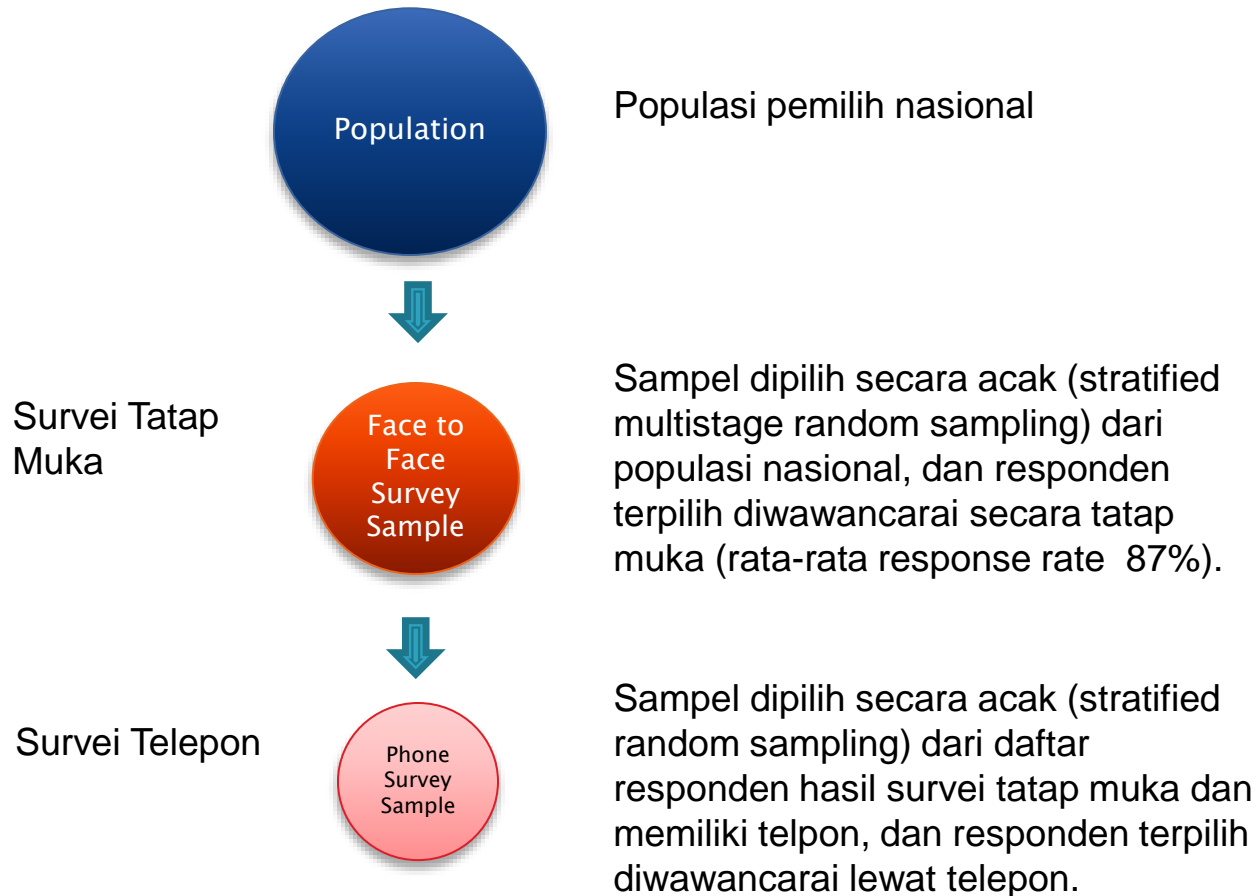 Population
Populasi pemilih nasional
Survei Tatap
Muka
Face to
Face
Survey
Sample
Sampel dipilih secara acak (stratified
multistage random sampling) dari
populasi nasional, dan responden
terpilih diwawancarai secara tatap
muka (rata-rata response rate 87%).
Survei Telepon
Phone
Survey
Sample
Sampel dipilih secara acak (stratified
random sampling) dari daftar
responden hasil survei tatap muka dan
memiliki telpon, dan responden terpilih
diwawancarai lewat telepon.